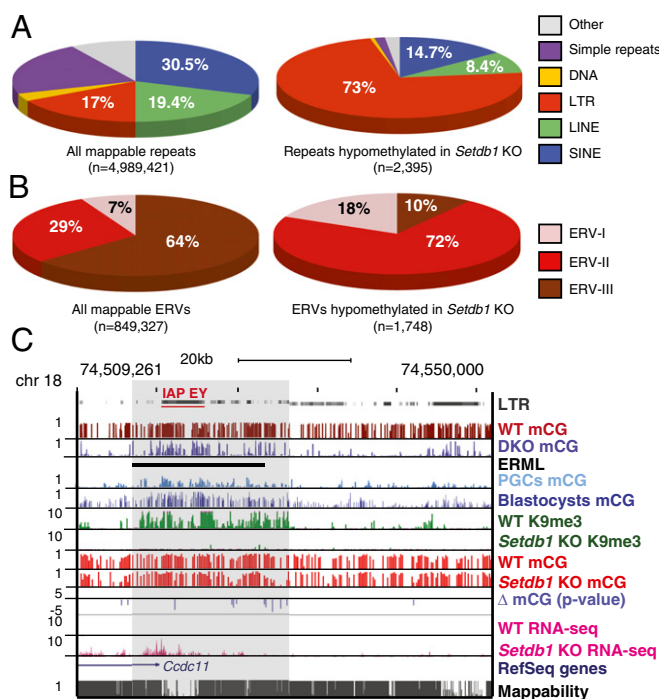 A
30.5%
17%
19.4%
All mappable repeats
(n=4,989,421)
14.7%
8.4%
73%
Repeats hypomethylated in Setdb1 KO
(n=2,395)
Other
Simple repeats
DNA
LTR
LINE
SINE
B
7%
29%
64%
All mappable ERVs
(n=849,327)
18%
10%
72%
ERVs hypomethylated in Setdb1 KO
(n=1,748)
ERV-I
ERV-II
ERV-III
C
20kb
chr 18
74,509,261
74,550,000
IAP EY
LTR
1
WT mCG
1
DKO mCG
ERML
1
PGCs mCG
1
Blastocysts mCG
10
WT K9me3
10
Setdb1 KO K9me3
1
WT mCG
1
Setdb1 KO mCG
5
-5
Δ mCG (p-value)
10
WT RNA-seq
10
Setdb1 KO RNA-seq
Ccdc11
RefSeq genes
1
Mappability